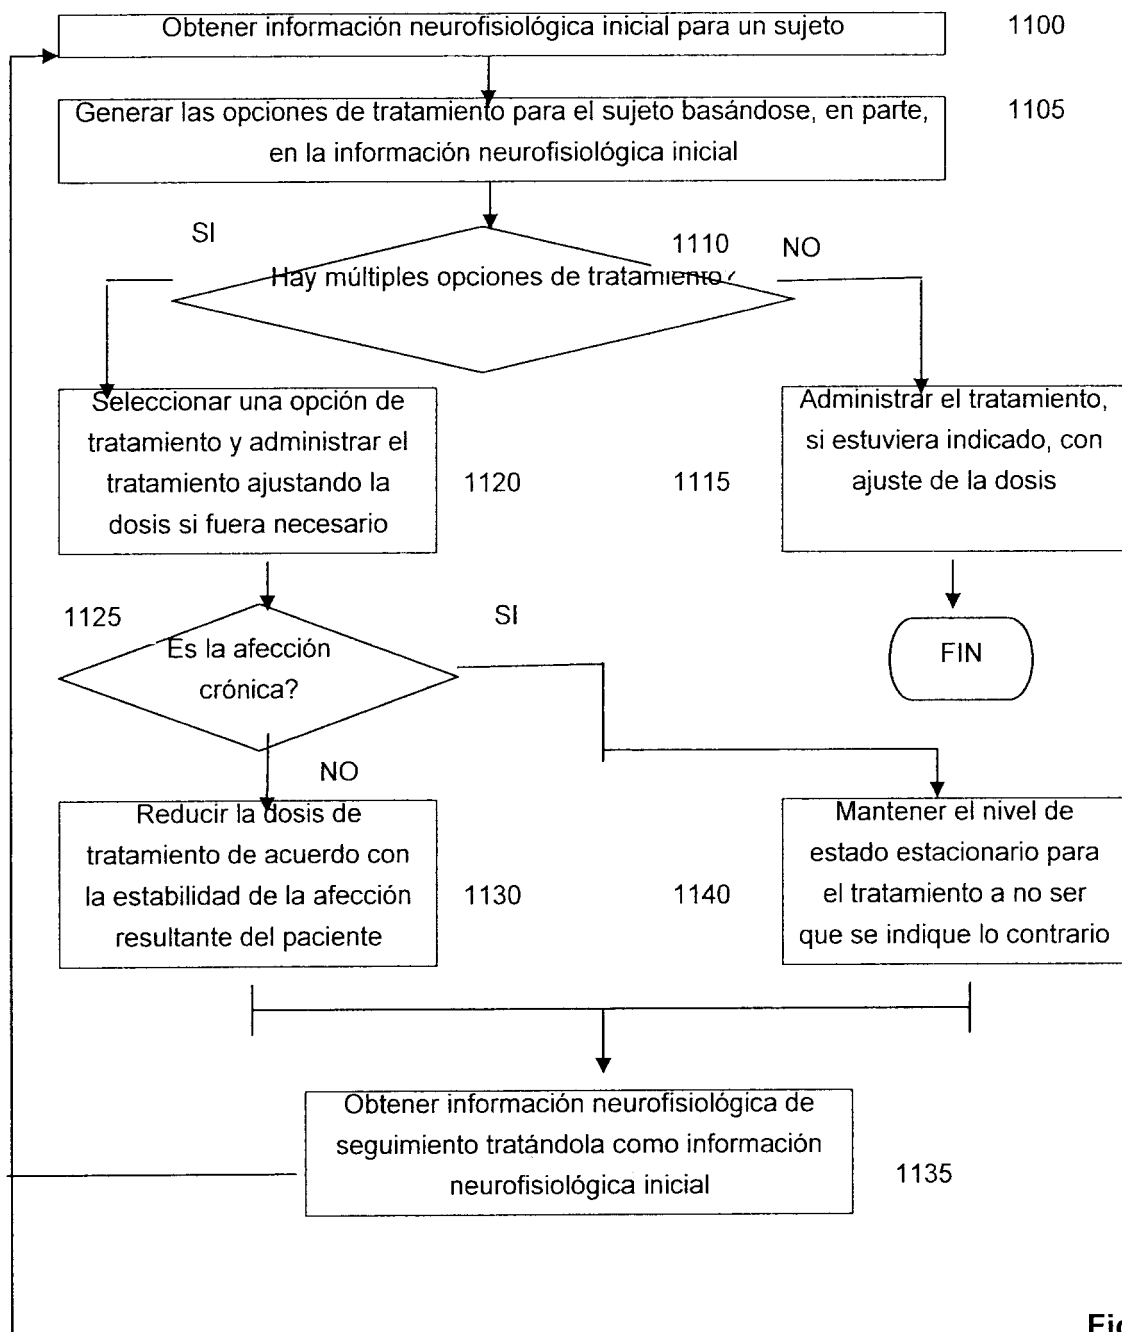 Obtener información neurofisiológica inicial para un sujeto
1100
Generar las opciones de tratamiento para el sujeto basándose, en parte,
en la información neurofisiológica inicial
1105
SI
1110
NO
Hay múltiples opciones de tratamiento
Seleccionar una opción de
tratamiento y administrar el
tratamiento ajustando la
dosis si fuera necesario
1120
1115
Administrar el tratamiento,
si estuviera indicado, con
ajuste de la dosis
1125
Es la afección
crónica?
SI
FIN
NO
Reducir la dosis de
tratamiento de acuerdo con
la estabilidad de la afección
resultante del paciente
1130
1140
Mantener el nivel de
estado estacionario para
el tratamiento a no ser
que se indique lo contrario
Obtener información neurofisiológica de
seguimiento tratándola como información
neurofisiológica inicial
1135